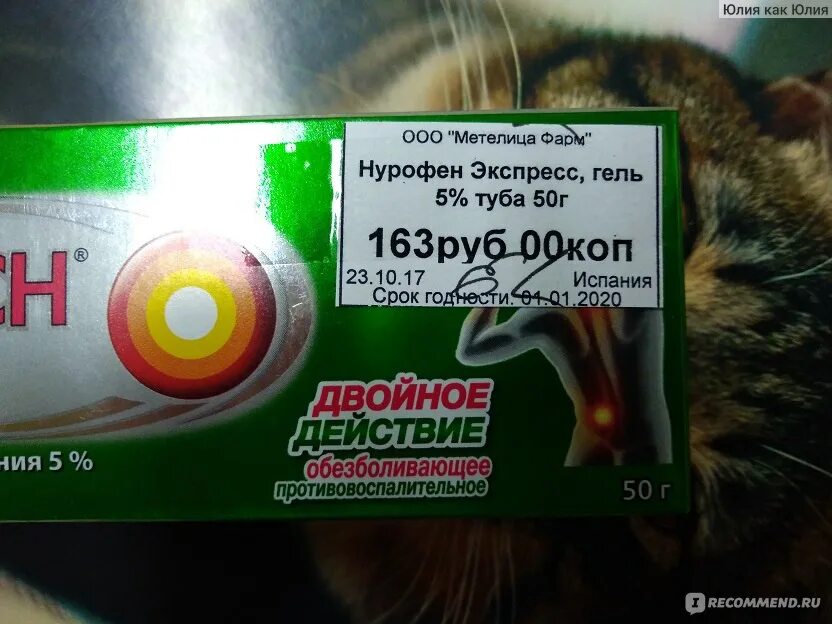 Юлия как Юлия
ООО "Метелица Фарм"
Нурофен Экспресс, гель
5% туба 50г
163руб 00коп
23.10.17 Испания
Срок годности: 01.01.2020
СН®
ДВОЙНОЕ
ДЕЙСТВИЕ
обезболивающее
противовоспалительное
ния 5 %
50 г
IRECOMMEND.RU